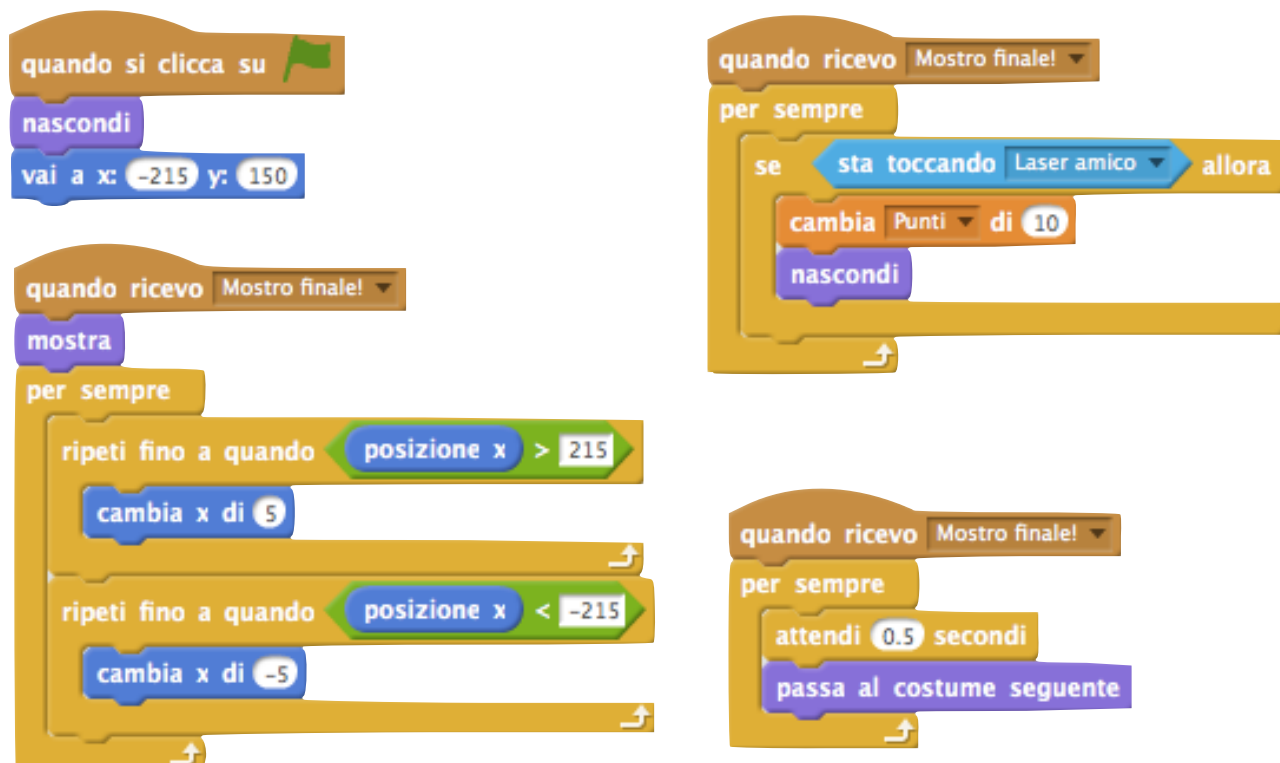 quando si clicca su
nascondi
vai a x: -215 y: 150
quando ricevo Mostro finale!
mostra
per sempre
ripeti fino a quando posizione x > 215
cambia x di 5
ripeti fino a quando posizione x < -215
cambia x di -5
quando ricevo Mostro finale!
per sempre
se sta toccando Laser amico allora
cambia Punti di 10
nascondi
quando ricevo Mostro finale!
per sempre
attendi 0.5 secondi
passa al costume seguente